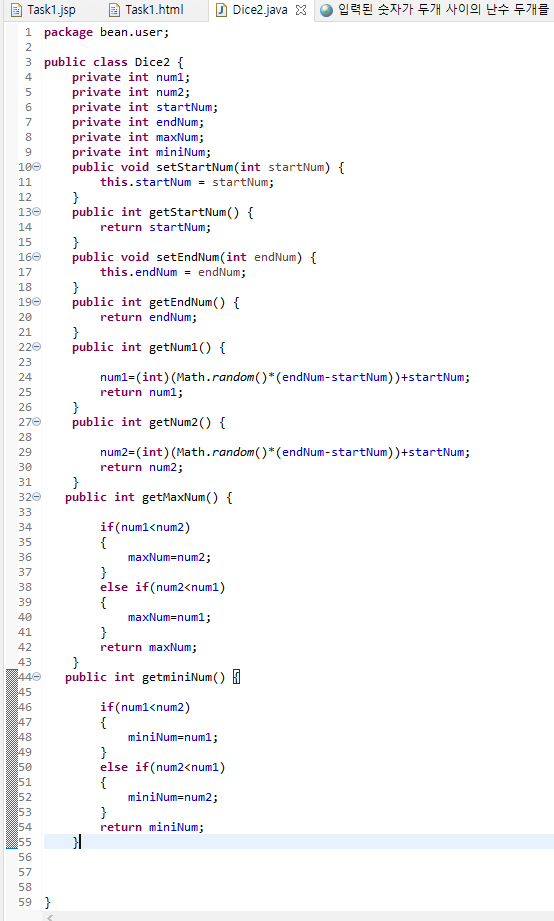 Task1.jsp Task1.html Dice2.java 입력된 숫자가 두개 사이의 난수 두개를
1 package bean.user;
2
3 public class Dice2 {
4 private int num1;
5 private int num2;
6 private int startNum;
7 private int endNum;
8 private int maxNum;
9 private int miniNum;
10 public void setStartNum(int startNum) {
11 this.startNum = startNum;
12 }
13 public int getStartNum() {
14 return startNum;
15 }
16 public void setEndNum(int endNum) {
17 this.endNum = endNum;
18 }
19 public int getEndNum() {
20 return endNum;
21 }
22 public int getNum1() {
23
24 num1=(int)(Math.random()*(endNum-startNum))+startNum;
25 return num1;
26 }
27 public int getNum2() {
28
29 num2=(int)(Math.random()*(endNum-startNum))+startNum;
30 return num2;
31 }
32 public int getMaxNum() {
33
34 if(num1<num2)
35 {
36 maxNum=num2;
37 }
38 else if(num2<num1)
39 {
40 maxNum=num1;
41 }
42 return maxNum;
43 }
44 public int getminiNum() {
45
46 if(num1<num2)
47 {
48 miniNum=num1;
49 }
50 else if(num2<num1)
51 {
52 miniNum=num2;
53 }
54 return miniNum;
55 }
56
57
58
59 }